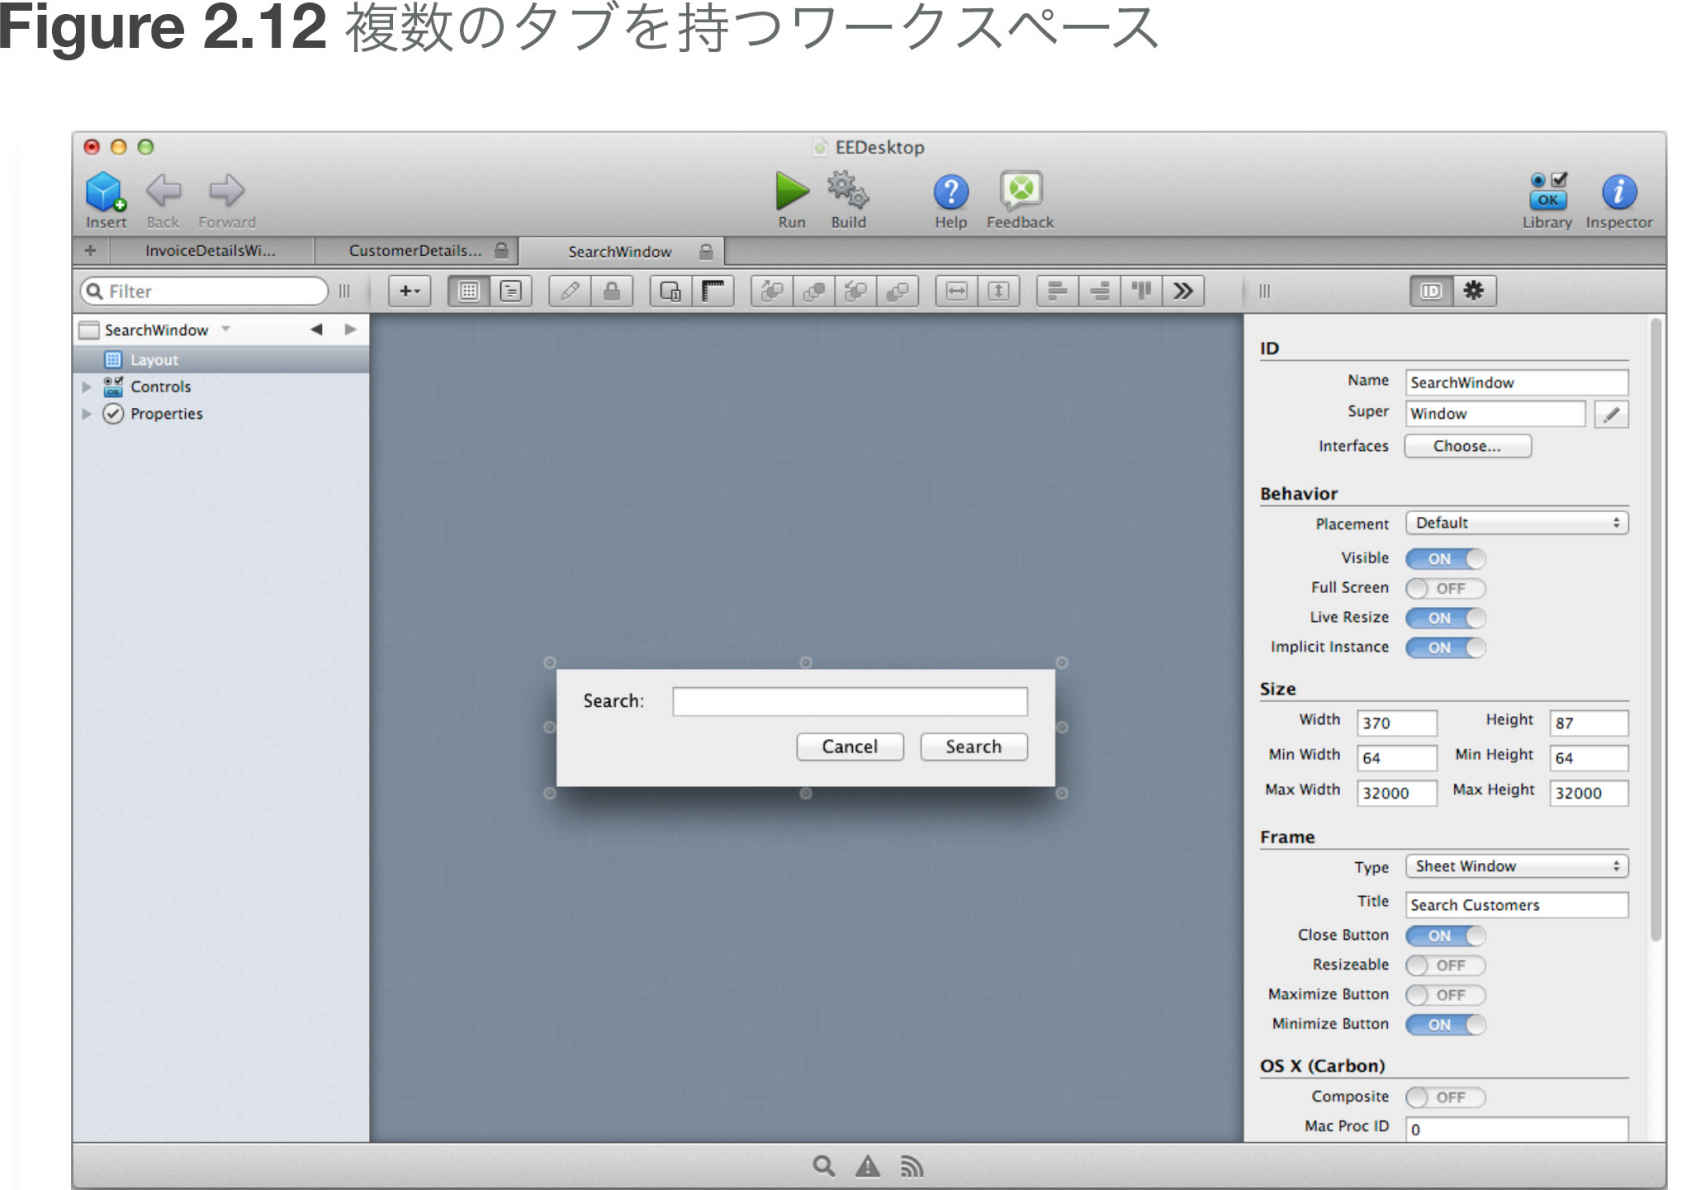 Figure 2.12 複数のタブを持つワークスペース
EEDesktop
Insert Back Forward Run Build Help Feedback Library Inspector
+ InvoiceDetailsWi... CustomerDetails... SearchWindow
Filter
ID
SearchWindow
Layout
Controls
Properties
Search:
Cancel Search
ID
Name SearchWindow
Super Window
Interfaces Choose...
Behavior
Placement Default
Visible ON
Full Screen OFF
Live Resize ON
Implicit Instance ON
Size
Width 370 Height 87
Min Width 64 Min Height 64
Max Width 32000 Max Height 32000
Frame
Type Sheet Window
Title Search Customers
Close Button ON
Resizeable OFF
Maximize Button OFF
Minimize Button ON
OS X (Carbon)
Composite OFF
Mac Proc ID 0